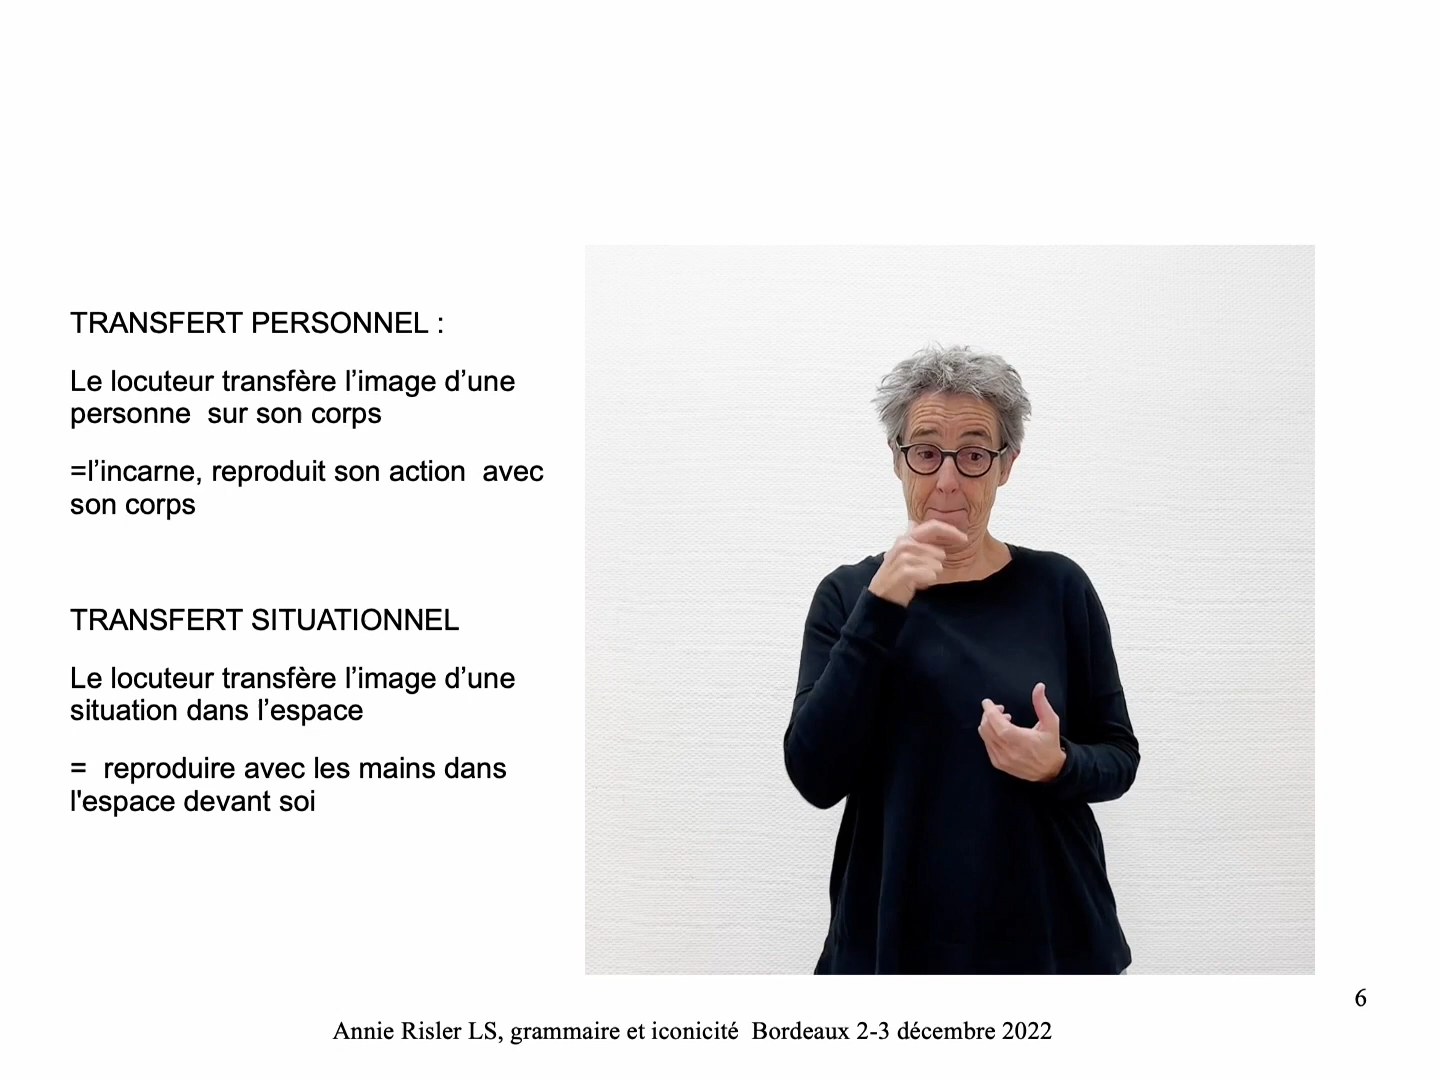 TRANSFERT PERSONNEL :
Le locuteur transfère l’image d’une
personne  sur son corps
=l’incarne, reproduit son action  avec
son corps
TRANSFERT SITUATIONNEL
Le locuteur transfère l’image d’une
situation dans l’espace
=  reproduire avec les mains dans
l'espace devant soi
6
Annie Risler LS, grammaire et iconicité  Bordeaux 2-3 décembre 2022